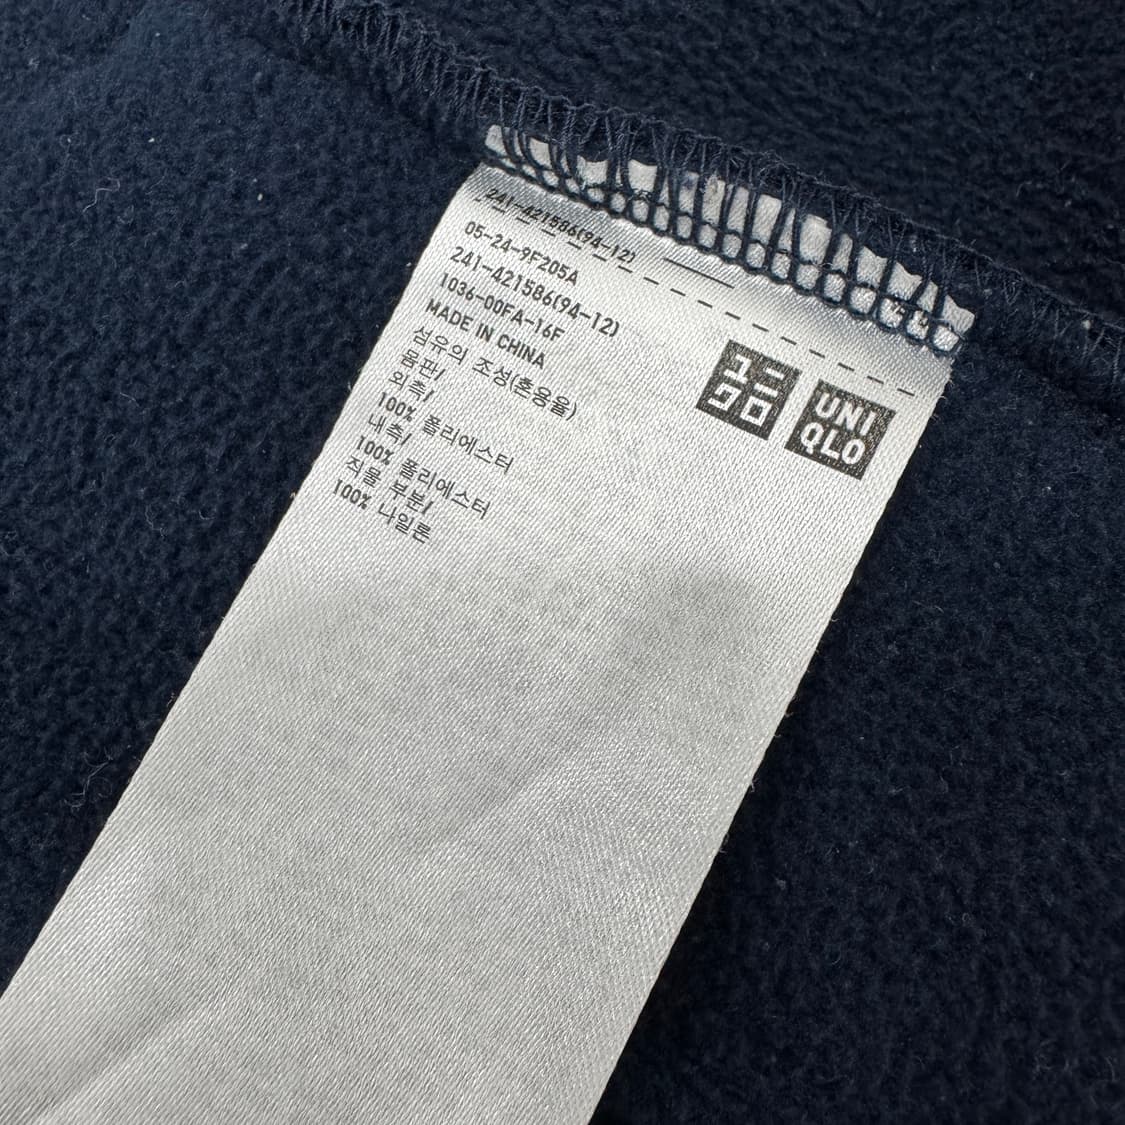 241-421586(94-12)
05-24-9F205A
241-421586(94-12)
1036-00FA-16F
MADE IN CHINA
섬유의 조성(혼용율)
몸판/
외측/
100% 폴리에스터
내측/
100% 폴리에스터
직물 부분/
100% 나일론
ユニ
クロ
UNI
QLO